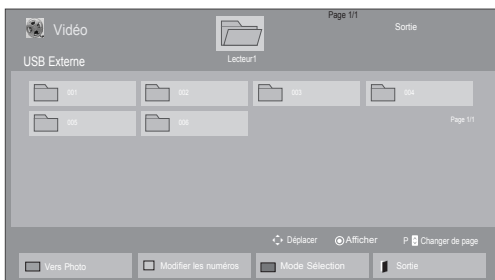 Page 1/1
Vidéo
Sortie
Lecteur1
USB Externe
001 002 003 004
005 006
Page 1/1
Déplacer Afficher P Changer de page
Vers Photo Modifier les numéros Mode Sélection Sortie